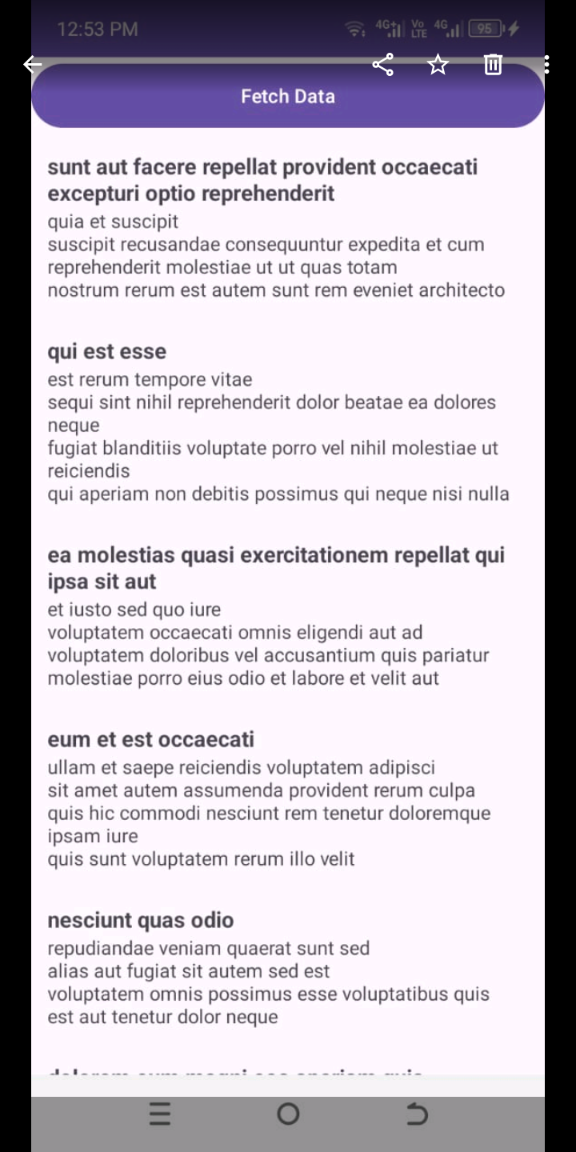 12:53 PM
4G
Vo
LTE
4G
95
Fetch Data
sunt aut facere repellat provident occaecati
excepturi optio reprehenderit
quia et suscipit
suscipit recusandae consequuntur expedita et cum
reprehenderit molestiae ut ut quas totam
nostrum rerum est autem sunt rem eveniet architecto
qui est esse
est rerum tempore vitae
sequi sint nihil reprehenderit dolor beatae ea dolores
neque
fugiat blanditiis voluptate porro vel nihil molestiae ut
reiciendis
qui aperiam non debitis possimus qui neque nisi nulla
ea molestias quasi exercitationem repellat qui
ipsa sit aut
et iusto sed quo iure
voluptatem occaecati omnis eligendi aut ad
voluptatem doloribus vel accusantium quis pariatur
molestiae porro eius odio et labore et velit aut
eum et est occaecati
ullam et saepe reiciendis voluptatem adipisci
sit amet autem assumenda provident rerum culpa
quis hic commodi nesciunt rem tenetur doloremque
ipsam iure
quis sunt voluptatem rerum illo velit
nesciunt quas odio
repudiandae veniam quaerat sunt sed
alias aut fugiat sit autem sed est
voluptatem omnis possimus esse voluptatibus quis
est aut tenetur dolor neque